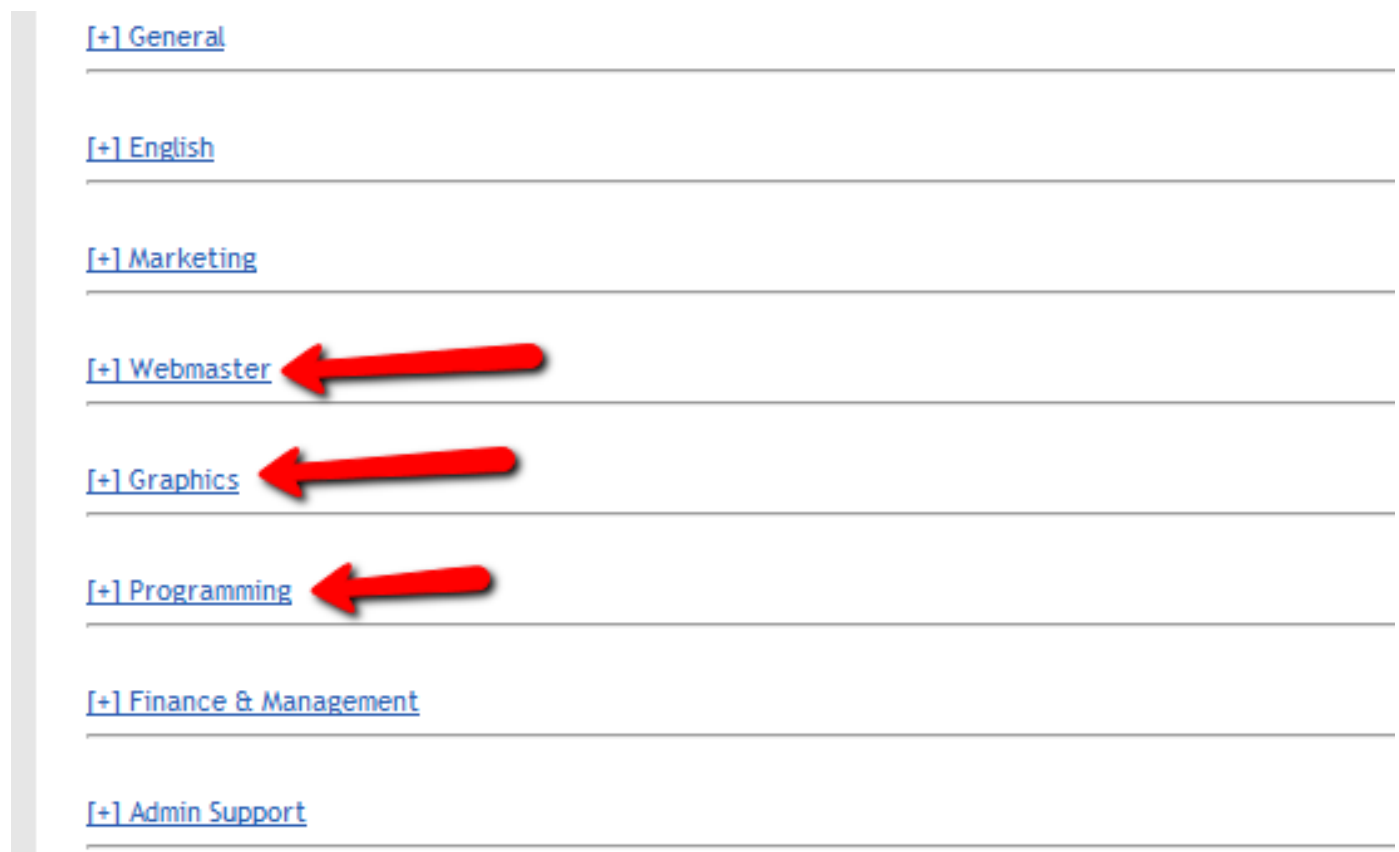 [+] General
[+] English
[+] Marketing
[+] Webmaster
[+] Graphics
[+] Programming
[+] Finance & Management
[+] Admin Support